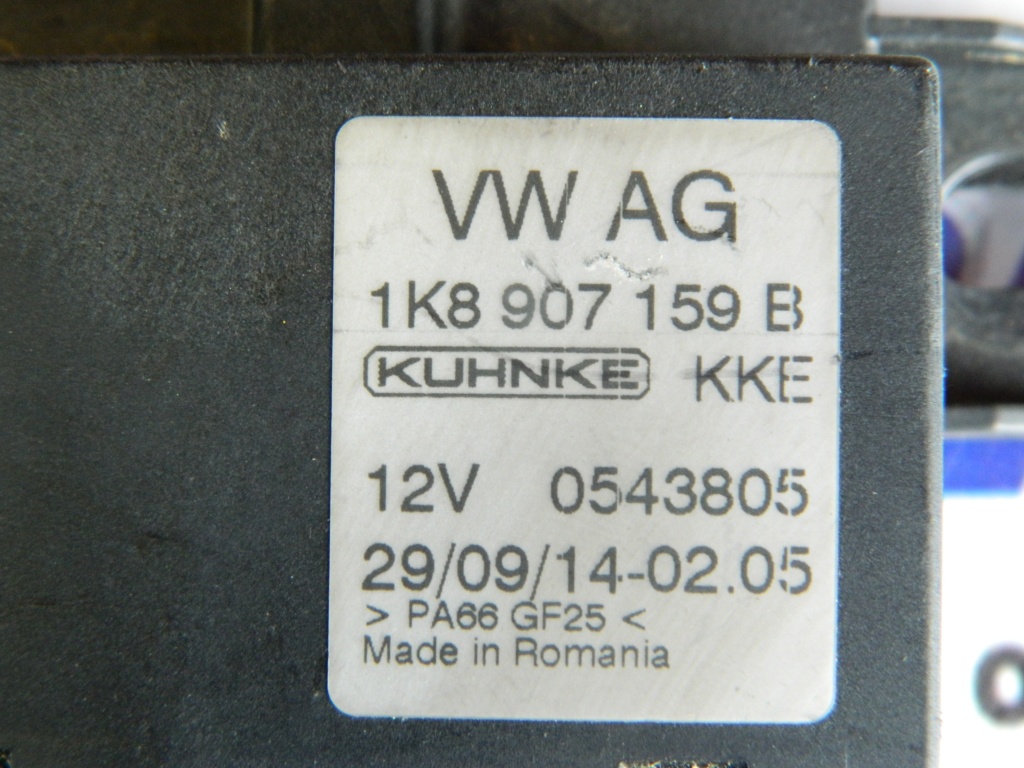 VW AG
1K8 907 159 B
KUHNKE KKE
12V 0543805
29/09/14-02.05
> PA66 GF25 <
Made in Romania